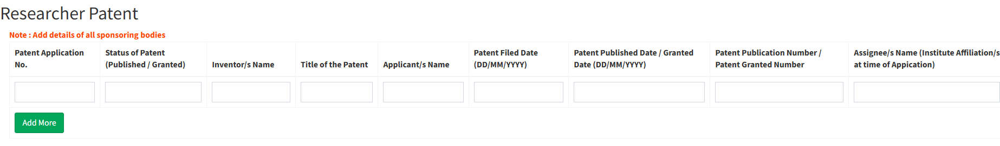 Researcher Patent
Note : Add details of all sponsoring bodies
Patent Application
No.
Status of Patent
(Published / Granted)
Inventor/s Name
Title of the Patent
Applicant/s Name
Patent Filed Date
(DD/MM/YYYY)
Patent Published Date / Granted
Date (DD/MM/YYYY)
Patent Publication Number /
Patent Granted Number
Assignee/s Name (Institute Affiliation/s
at time of Appication)
Add More